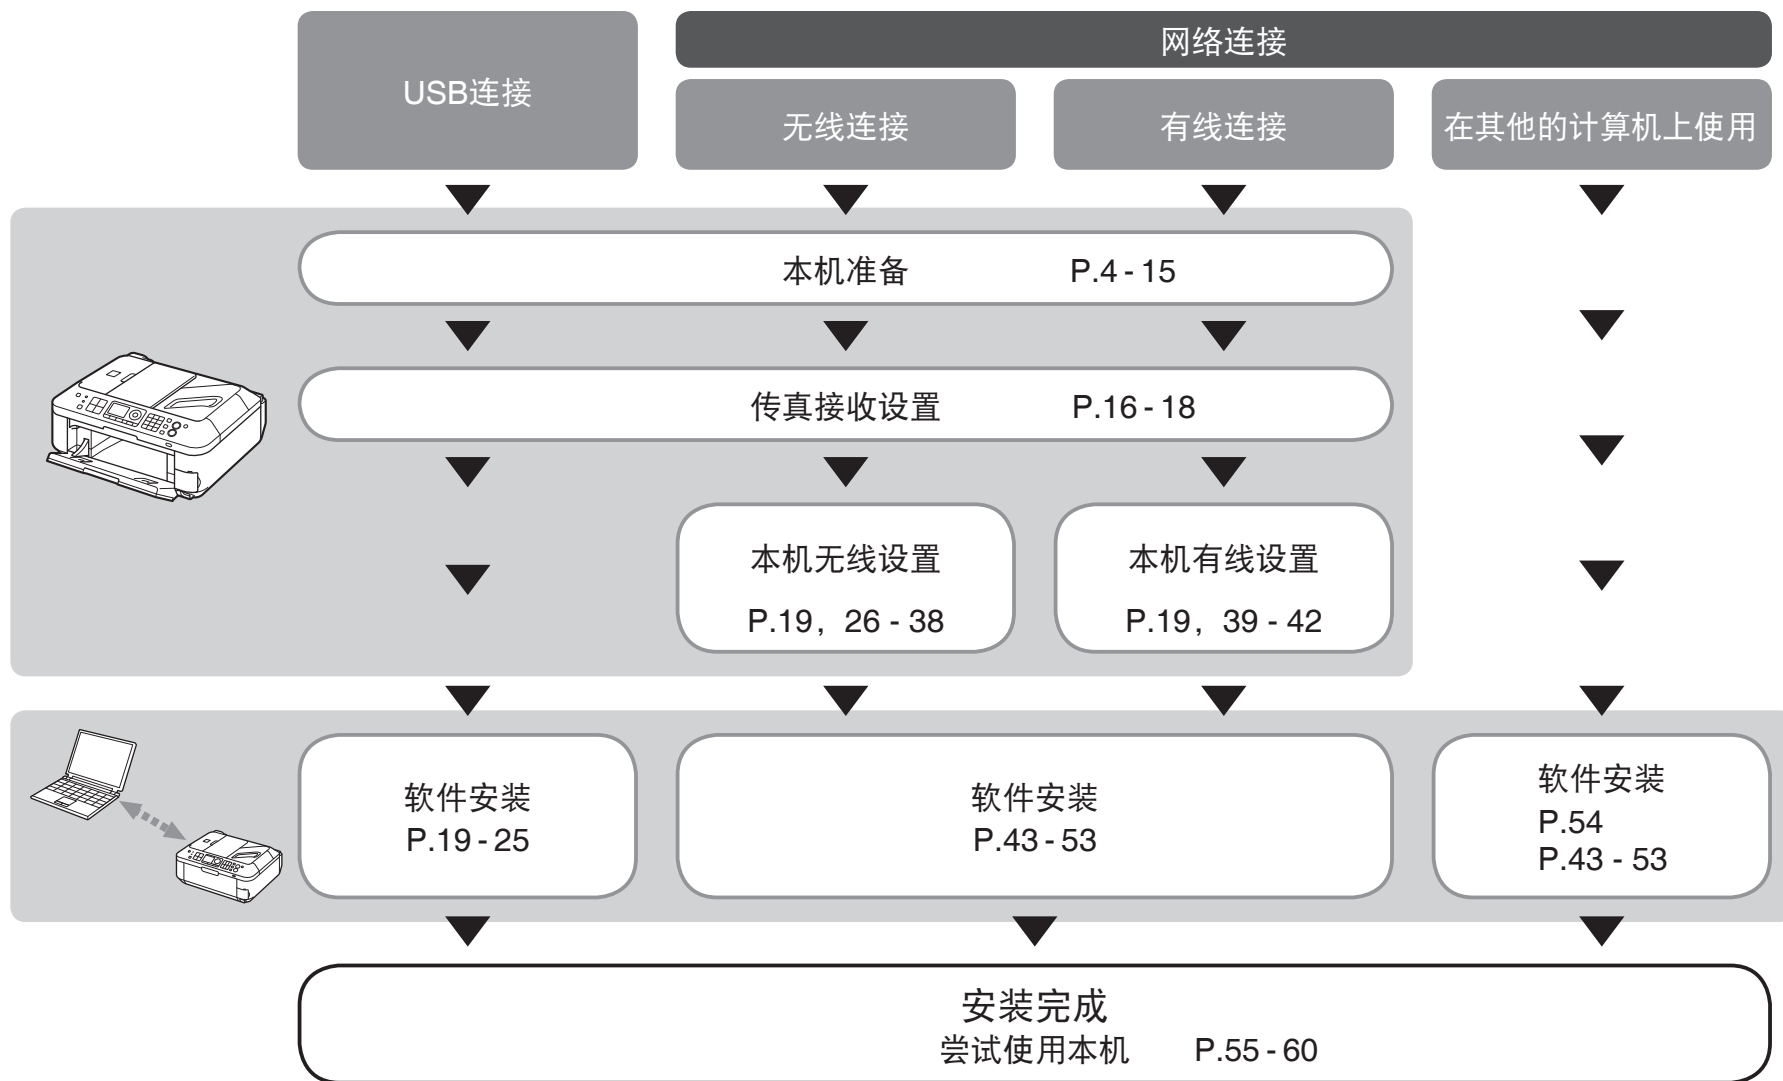 网络连接
USB连接
无线连接
有线连接
在其他的计算机上使用
本机准备 P.4 - 15
传真接收设置 P.16 - 18
本机无线设置
P.19，26 - 38
本机有线设置
P.19，39 - 42
软件安装
P.19 - 25
软件安装
P.43 - 53
软件安装
P.54
P.43 - 53
安装完成
尝试使用本机 P.55 - 60